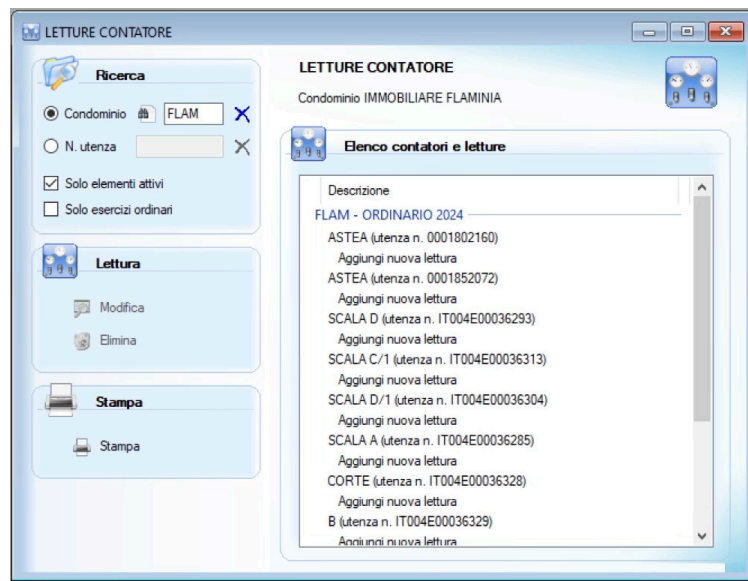 LETTURE CONTATORE
Ricerca
Condominio FLAM
N. utenza
Solo elementi attivi
Solo esercizi ordinari
Lettura
Modifica
Elimina
Stampa
Stampa
LETTURE CONTATORE
Condominio IMMOBILIARE FLAMINIA
Elenco contatori e letture
Descrizione
FLAM - ORDINARIO 2024
ASTEA (utenza n. 0001802160)
Aggiungi nuova lettura
ASTEA (utenza n. 0001852072)
Aggiungi nuova lettura
SCALA D (utenza n. IT004E00036293)
Aggiungi nuova lettura
SCALA C/1 (utenza n. IT004E00036313)
Aggiungi nuova lettura
SCALA D/1 (utenza n. IT004E00036304)
Aggiungi nuova lettura
SCALA A (utenza n. IT004E00036285)
Aggiungi nuova lettura
CORTE (utenza n. IT004E00036328)
Aggiungi nuova lettura
B (utenza n. IT004E00036329)
Aggiungi nuova lettura